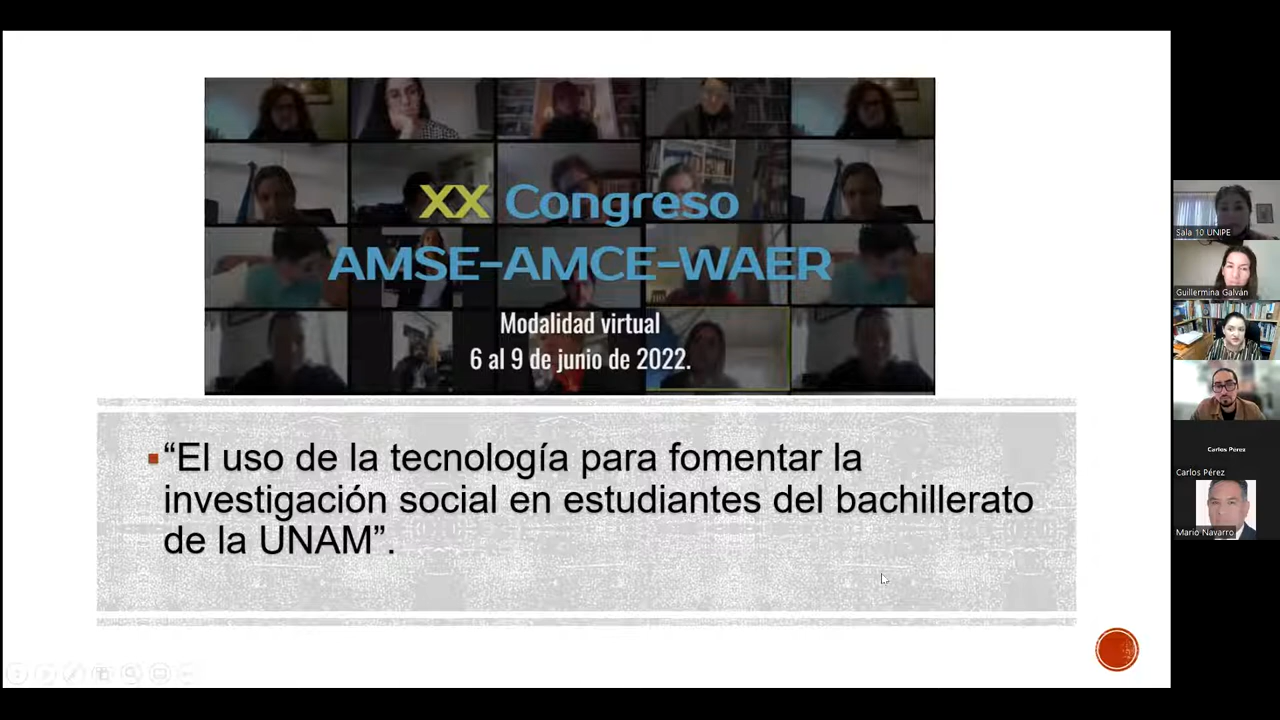 XX Congreso
AMSE-AMCE-WAER
Modalidad virtual
6 al 9 de junio de 2022.
“El uso de la tecnología para fomentar la
investigación social en estudiantes del bachillerato
de la UNAM”.
Sala 10 UNIPE
Guillermina Galván
Carlos Pérez
Carlos Pérez
Mario Navarro